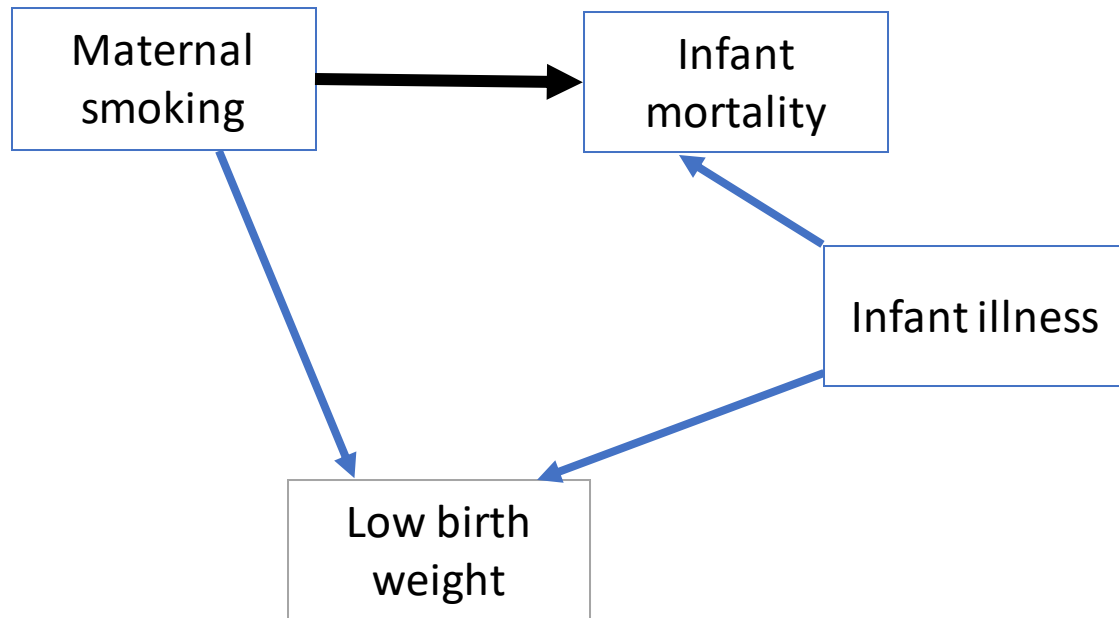 Maternal
smoking
Infant
mortality
Infant illness
Low birth
weight